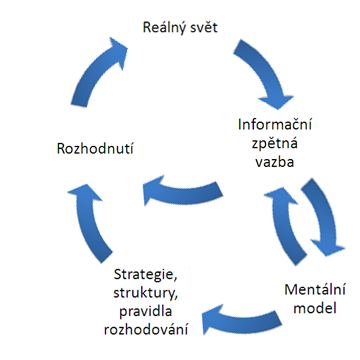 Reálný svět
Informační
zpětná
vazba
Rozhodnutí
Strategie,
struktury,
pravidla
rozhodování
Mentální
model